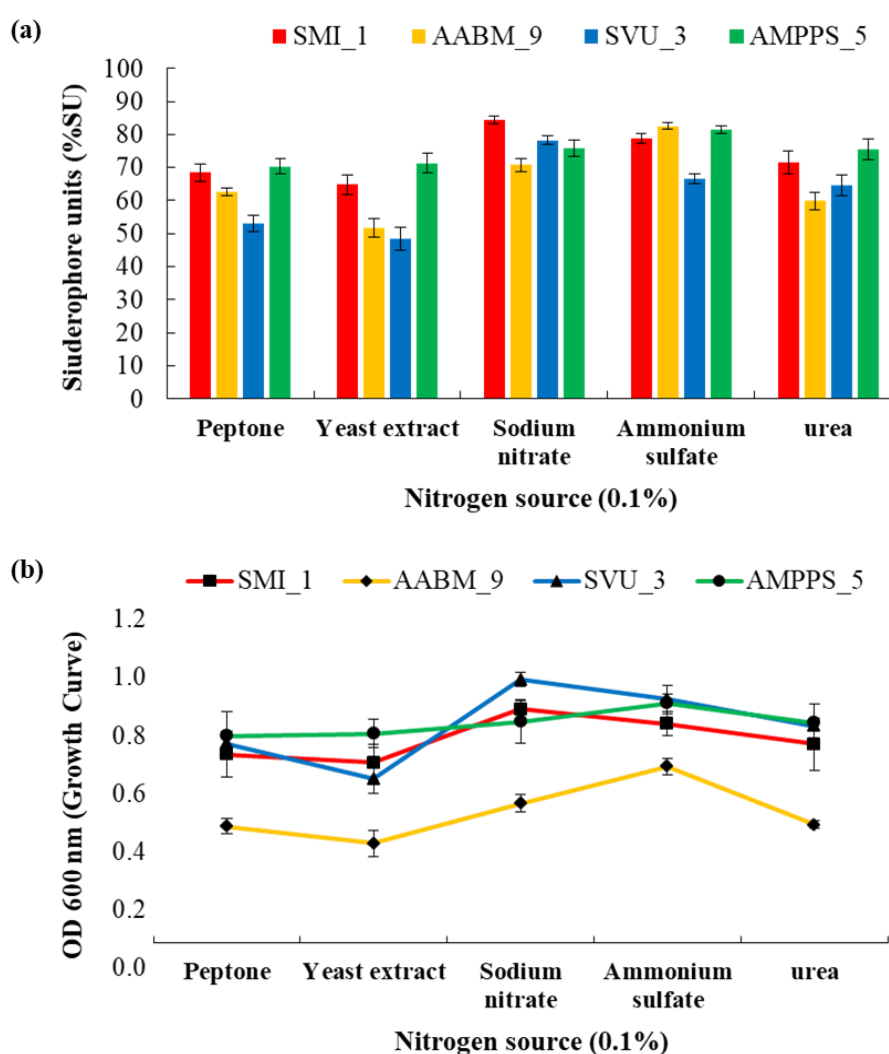 (a)
SMI_1 AABM_9 SVU_3 AMPPS_5
Siuderophore units (%SU)
100
90
80
70
60
50
40
30
20
10
0
Peptone Yeast extract Sodium nitrate Ammonium sulfate urea
Nitrogen source (0.1%)
(b)
SMI_1 AABM_9 SVU_3 AMPPS_5
OD 600 nm (Growth Curve)
1.2
1.0
0.8
0.6
0.4
0.2
0.0
Peptone Yeast extract Sodium nitrate Ammonium sulfate urea
Nitrogen source (0.1%)